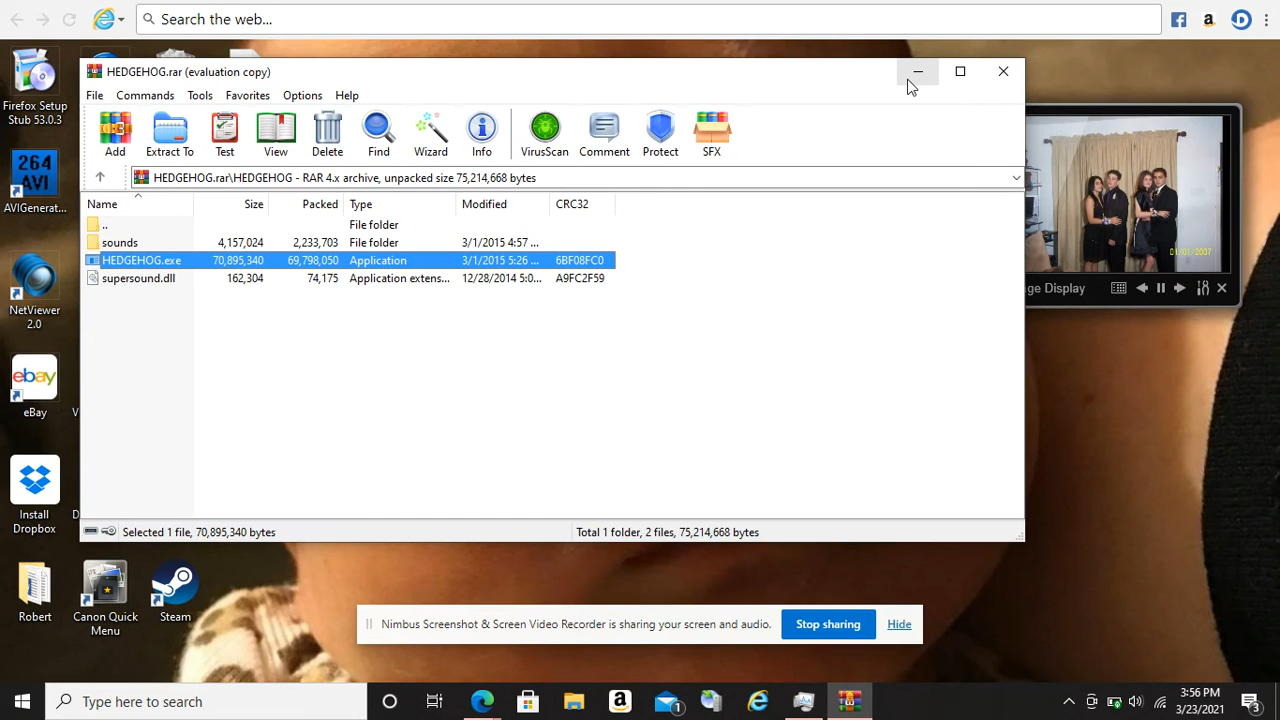 Search the web...
HEDGEHOG.rar (evaluation copy)
File Commands Tools Favorites Options Help
Add Extract To Test View Delete Find Wizard Info VirusScan Comment Protect SFX
HEDGEHOG.rar\HEDGEHOG - RAR 4.x archive, unpacked size 75,214,668 bytes
Name Size Packed Type Modified CRC32
.. File folder
sounds 4,157,024 2,233,703 File folder 3/1/2015 4:57 ...
HEDGEHOG.exe 70,895,340 69,798,050 Application 3/1/2015 5:26 ... 6BF08FC0
supersound.dll 162,304 74,175 Application extens... 12/28/2014 5:0... A9FC2F59
Selected 1 file, 70,895,340 bytes
Total 1 folder, 2 files, 75,214,668 bytes
Firefox Setup
Stub 53.0.3
264
AVI
AVIGenerat...
NetViewer
2.0
ebay
eBay
Install
Dropbox
Robert
Canon Quick
Menu
Steam
01/01/2007
ge Display
Nimbus Screenshot & Screen Video Recorder is sharing your screen and audio.
Stop sharing
Hide
Type here to search
1
3:56 PM
3/23/2021
3